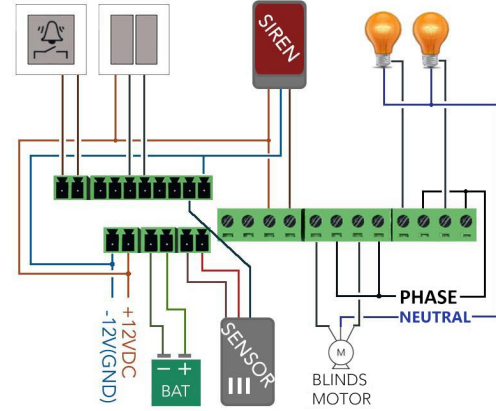 SIREN
+12VDC
-12V(GND)
BAT
SENSOR
M
BLINDS
MOTOR
PHASE
NEUTRAL